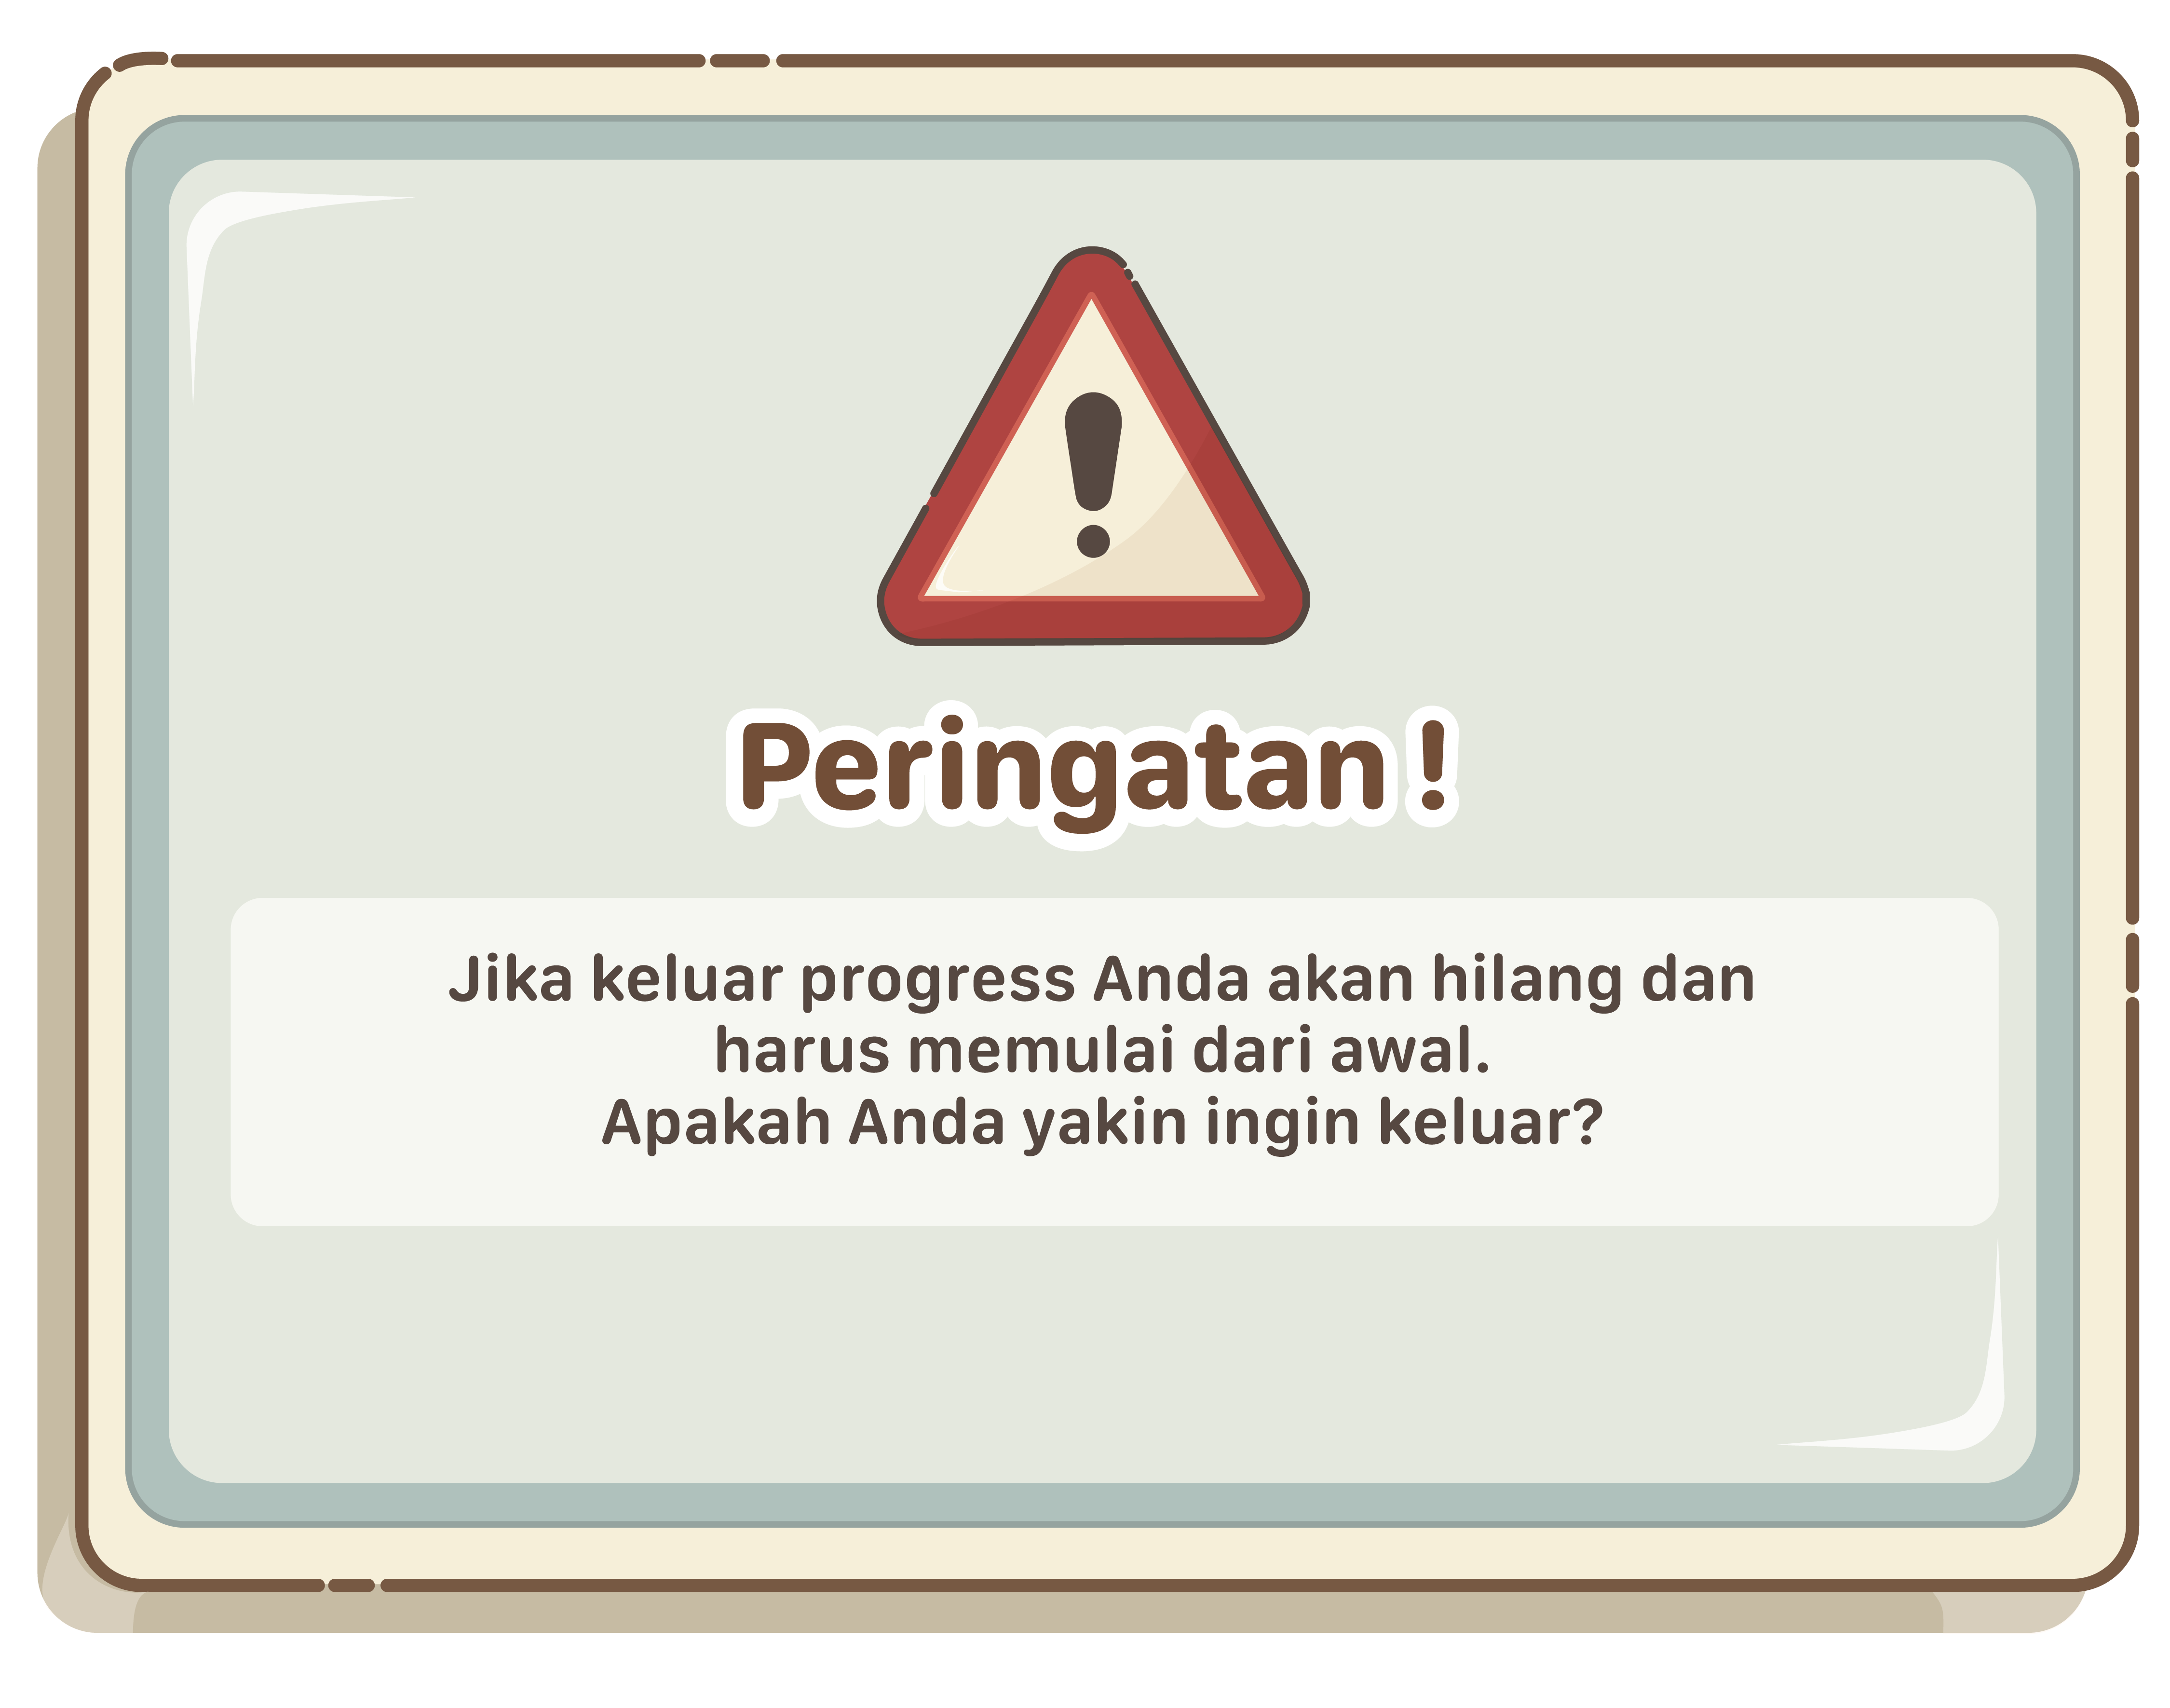 Peringatan!
Jika keluar progress Anda akan hilang dan
harus memulai dari awal.
Apakah Anda yakin ingin keluar?